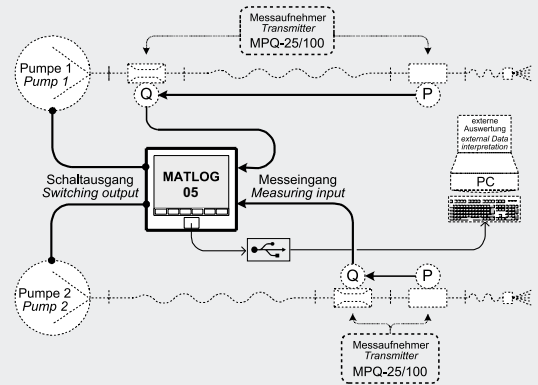 Messaufnehmer
Transmitter
MPQ-25/100
Pumpe 1
Pump 1
Q
P
externe
Auswertung
external Data
interpretation
PC
Schaltausgang
Switching output
MATLOG
05
Messeingang
Measuring input
Pumpe 2
Pump 2
Q
P
Messaufnehmer
Transmitter
MPQ-25/100